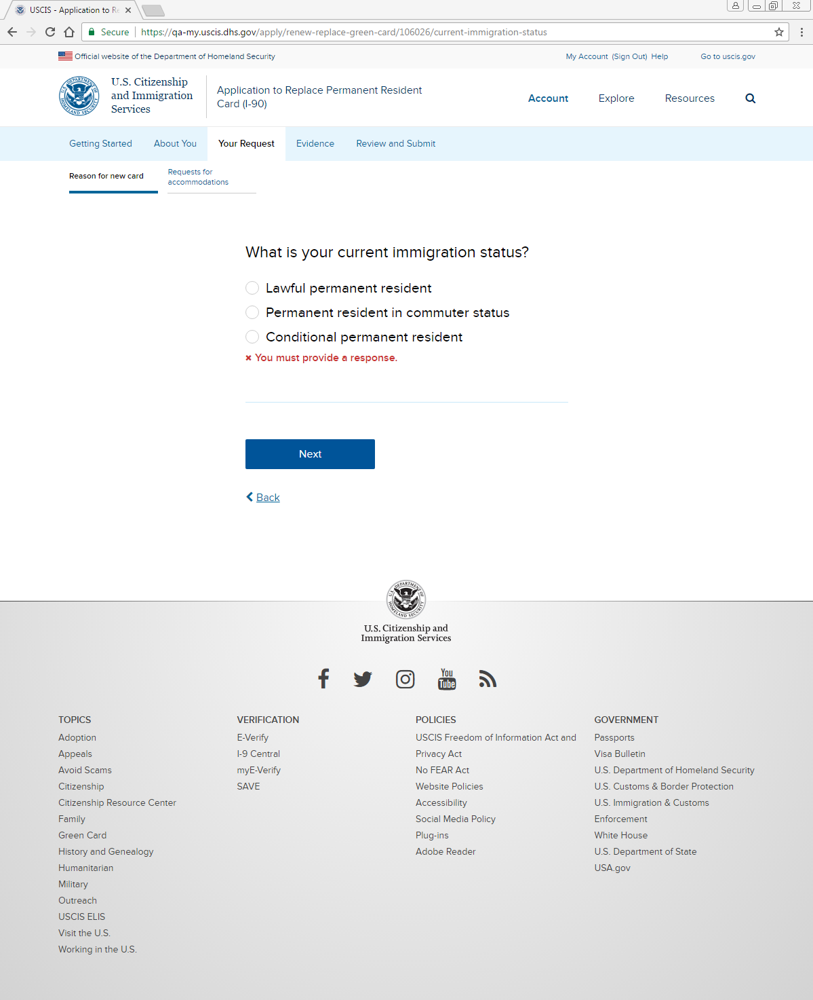 USCIS - Application to Re
Secure
https://qa-my.uscis.dhs.gov/apply/renew-replace-green-card/106026/current-immigration-status
Official website of the Department of Homeland Security
My Account (Sign Out) Help
Go to uscis.gov
U.S. Citizenship
and Immigration
Services
Application to Replace Permanent Resident
Card (I-90)
Account
Explore
Resources
Getting Started
About You
Your Request
Evidence
Review and Submit
Reason for new card
Requests for
accommodations
What is your current immigration status?
Lawful permanent resident
Permanent resident in commuter status
Conditional permanent resident
You must provide a response.
Next
Back
U.S. DEPARTMENT OF HOMELAND SECURITY
U.S. Citizenship and
Immigration Services
You
Tube
TOPICS
Adoption
Appeals
Avoid Scams
Citizenship
Citizenship Resource Center
Family
Green Card
History and Genealogy
Humanitarian
Military
Outreach
USCIS ELIS
Visit the U.S.
Working in the U.S.
VERIFICATION
E-Verify
I-9 Central
myE-Verify
SAVE
POLICIES
USCIS Freedom of Information Act and
Privacy Act
No FEAR Act
Website Policies
Accessibility
Social Media Policy
Plug-ins
Adobe Reader
GOVERNMENT
Passports
Visa Bulletin
U.S. Department of Homeland Security
U.S. Customs & Border Protection
U.S. Immigration & Customs
Enforcement
White House
U.S. Department of State
USA.gov